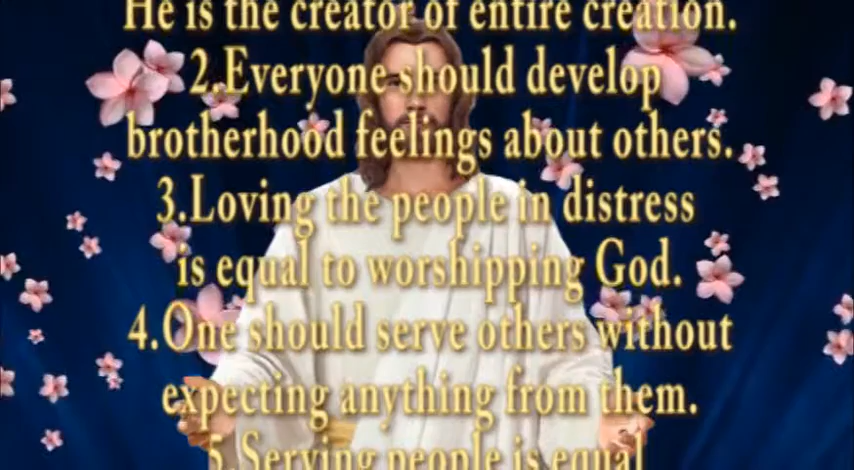 He is the creator of entire creation.
2.Everyone should develop
brotherhood feelings about others.
3.Loving the people in distress
is equal to worshipping God.
4.One should serve others without
expecting anything from them.
5.Serving people is equal